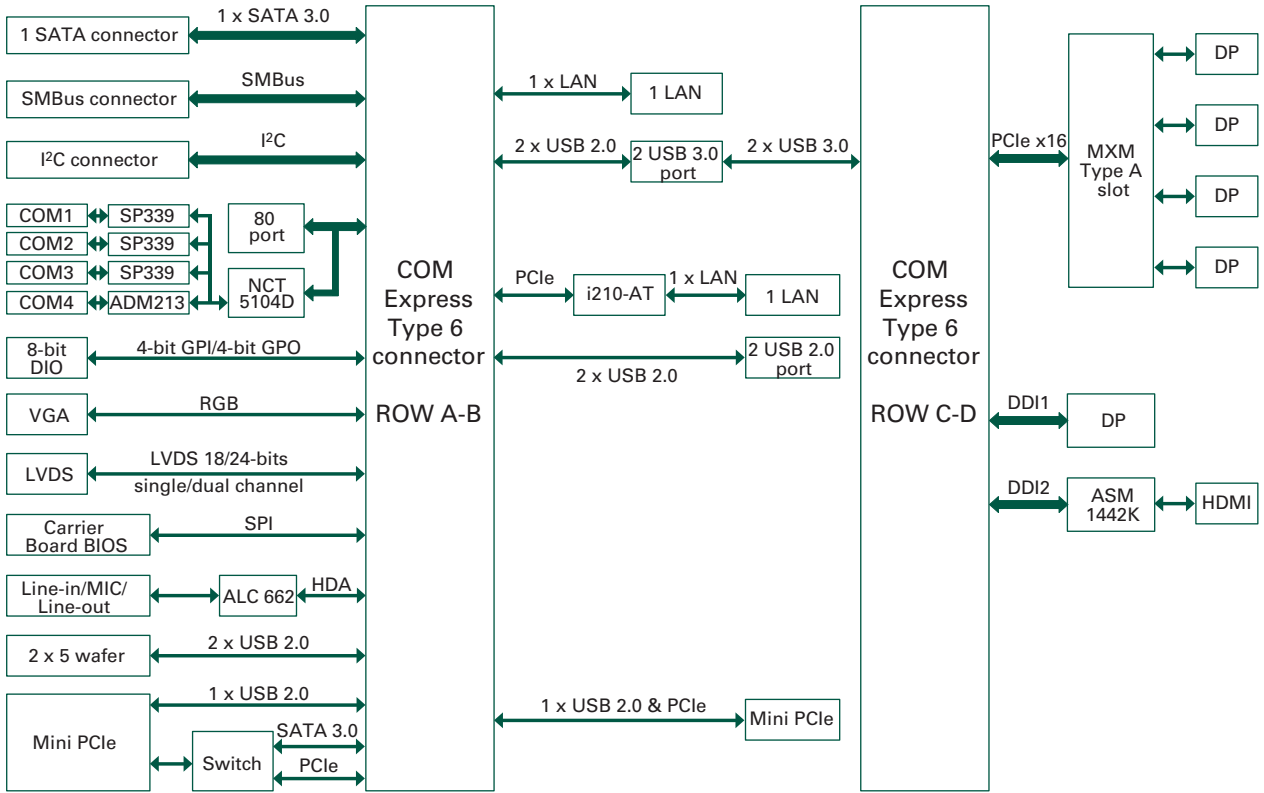 1 SATA connector
1 x SATA 3.0
SMBus connector
SMBus
I²C connector
I²C
COM1
SP339
COM2
SP339
COM3
SP339
COM4
ADM213
80
port
NCT
5104D
8-bit
DIO
4-bit GPI/4-bit GPO
VGA
RGB
LVDS
LVDS 18/24-bits
single/dual channel
Carrier
Board BIOS
SPI
Line-in/MIC/
Line-out
ALC 662
HDA
2 x 5 wafer
2 x USB 2.0
Mini PCIe
1 x USB 2.0
Switch
SATA 3.0
PCIe
COM
Express
Type 6
connector
ROW A-B
1 x LAN
1 LAN
2 x USB 2.0
2 USB 3.0
port
2 x USB 3.0
PCIe
i210-AT
1 x LAN
1 LAN
2 x USB 2.0
2 USB 2.0
port
1 x USB 2.0 & PCIe
Mini PCIe
COM
Express
Type 6
connector
ROW C-D
PCIe x16
MXM
Type A
slot
DP
DP
DP
DP
DDI1
DP
DDI2
ASM
1442K
HDMI